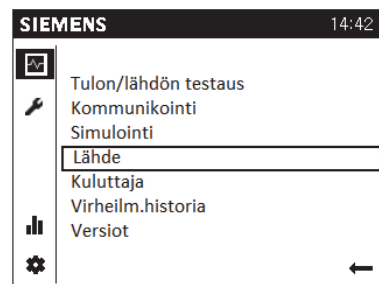 SIEMENS 14:42
Tulon/lähdön testaus
Kommunikointi
Simulointi
Lähde
Kuluttaja
Virheilm.historia
Versiot